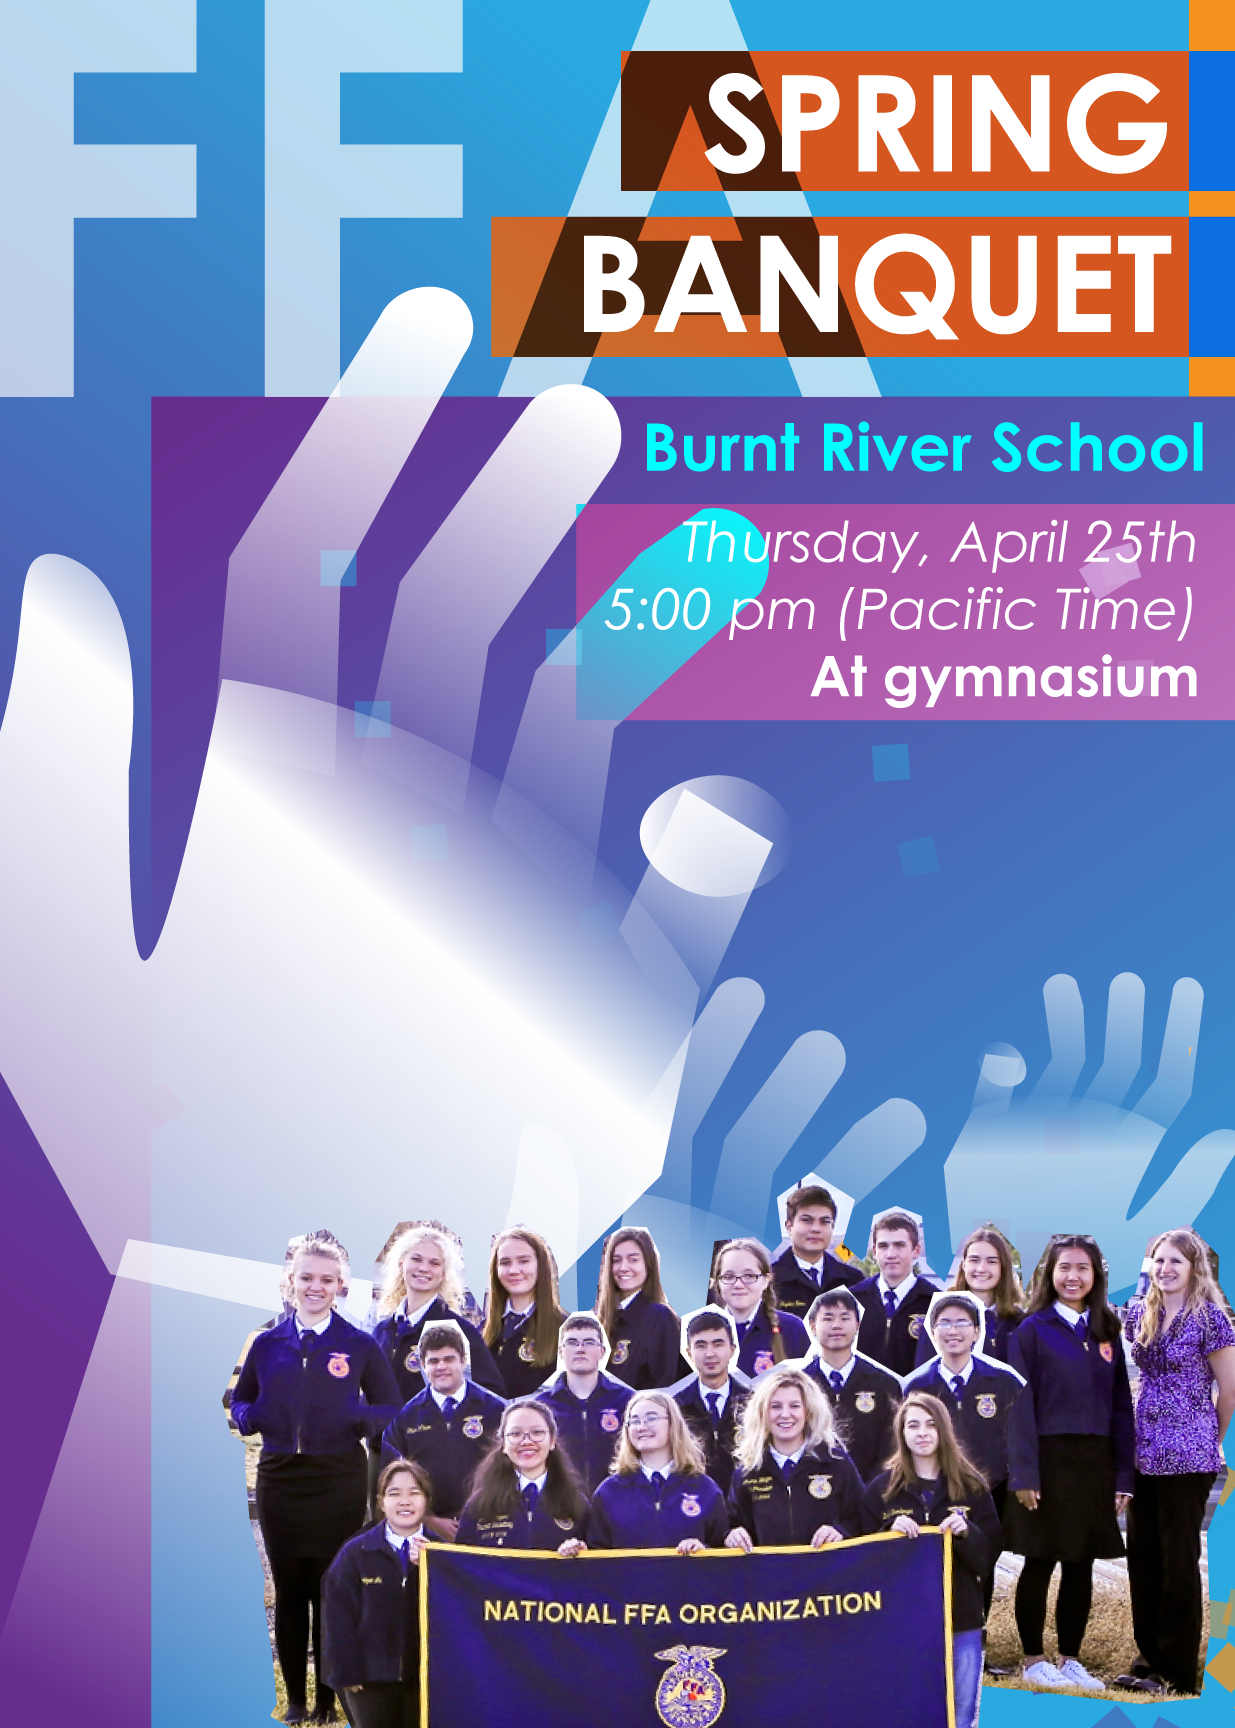 FFA
SPRING
BANQUET
Burnt River School
Thursday, April 25th
5:00 pm (Pacific Time)
At gymnasium
NATIONAL FFA ORGANIZATION
FFA